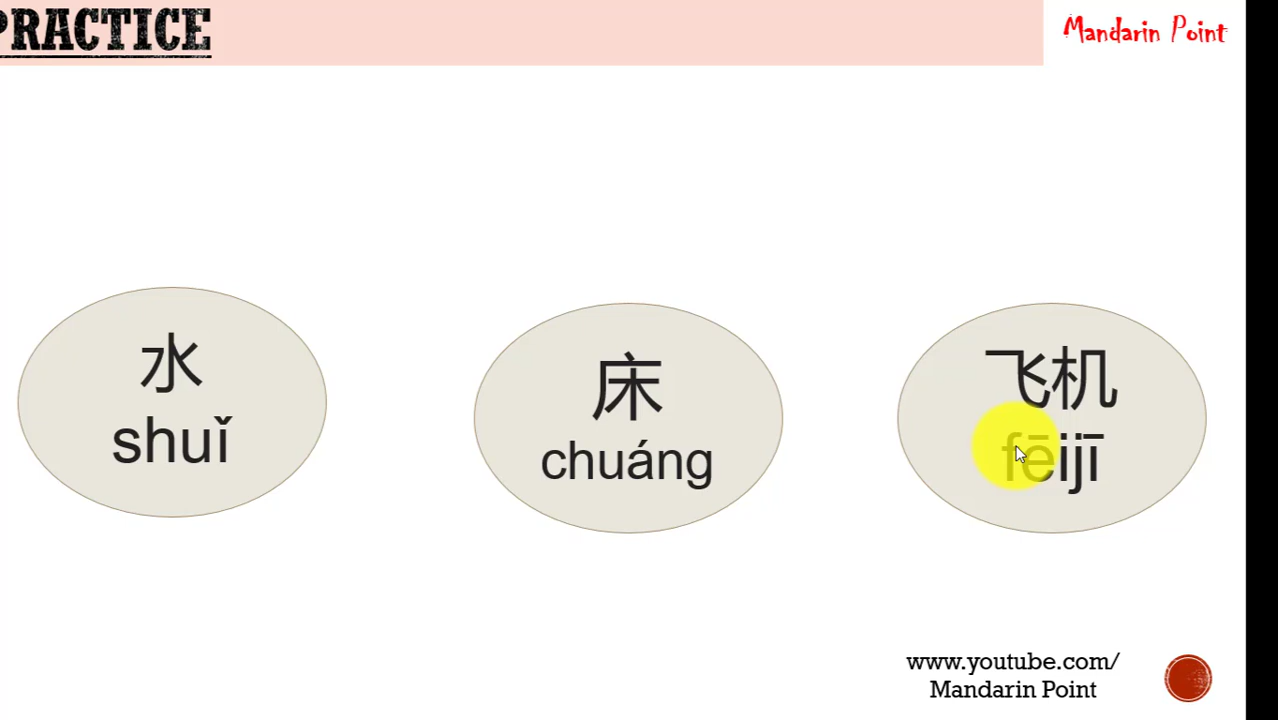 PRACTICE
Mandarin Point
水
shuǐ
床
chuáng
飞机
fēijī
www.youtube.com/
Mandarin Point